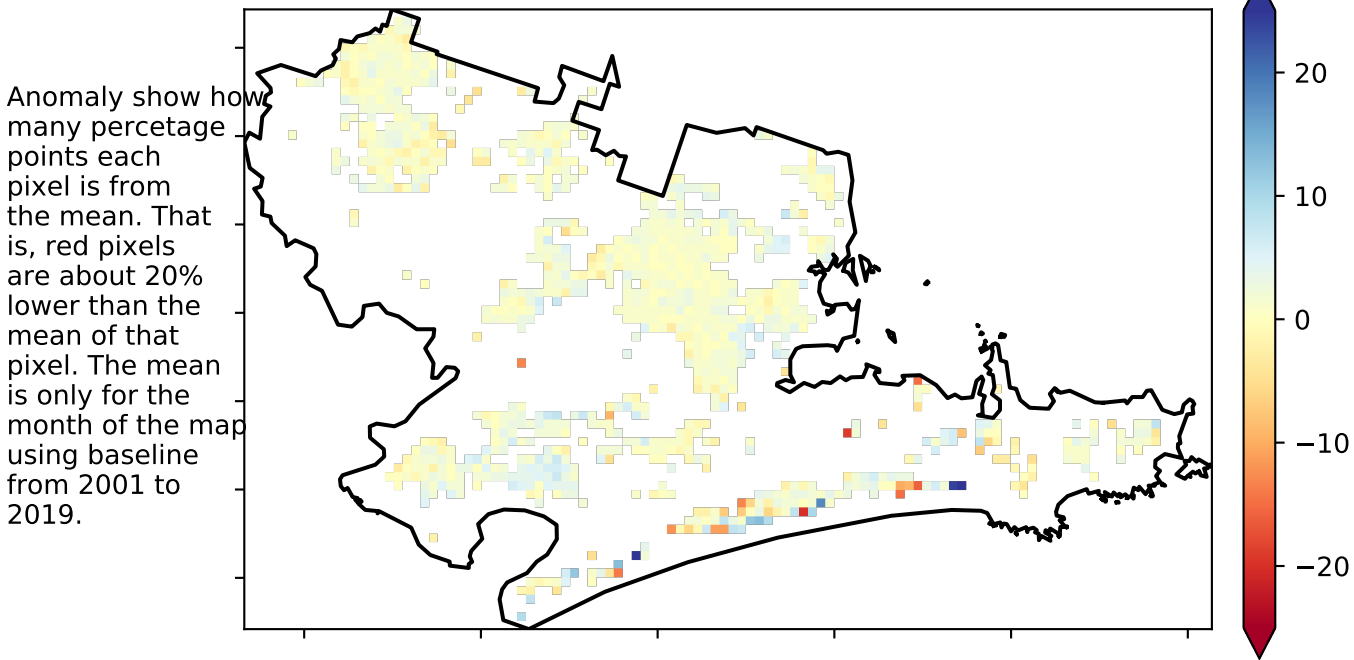 Anomaly show how
many percetage
points each
pixel is from
the mean. That
is, red pixels
are about 20%
lower than the
mean of that
pixel. The mean
is only for the
month of the map
using baseline
from 2001 to
2019.
20
10
0
−10
−20